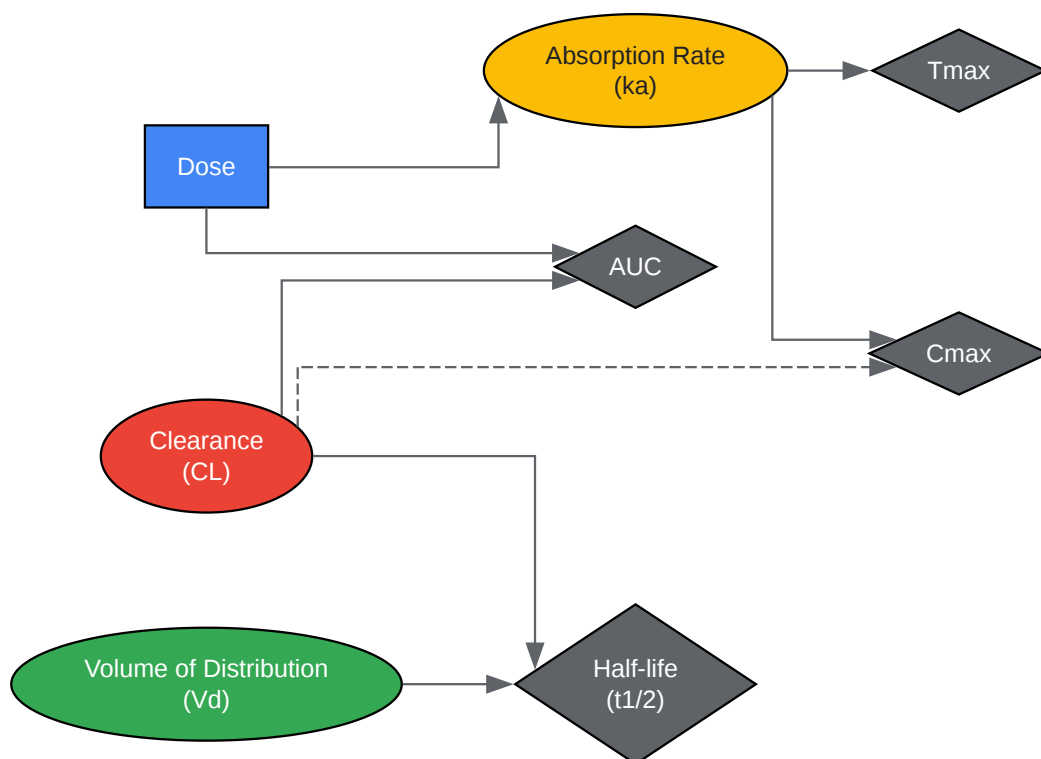 Absorption Rate
(ka)
Tmax
Dose
AUC
Cmax
Clearance
(CL)
Volume of Distribution
(Vd)
Half-life
(t1/2)